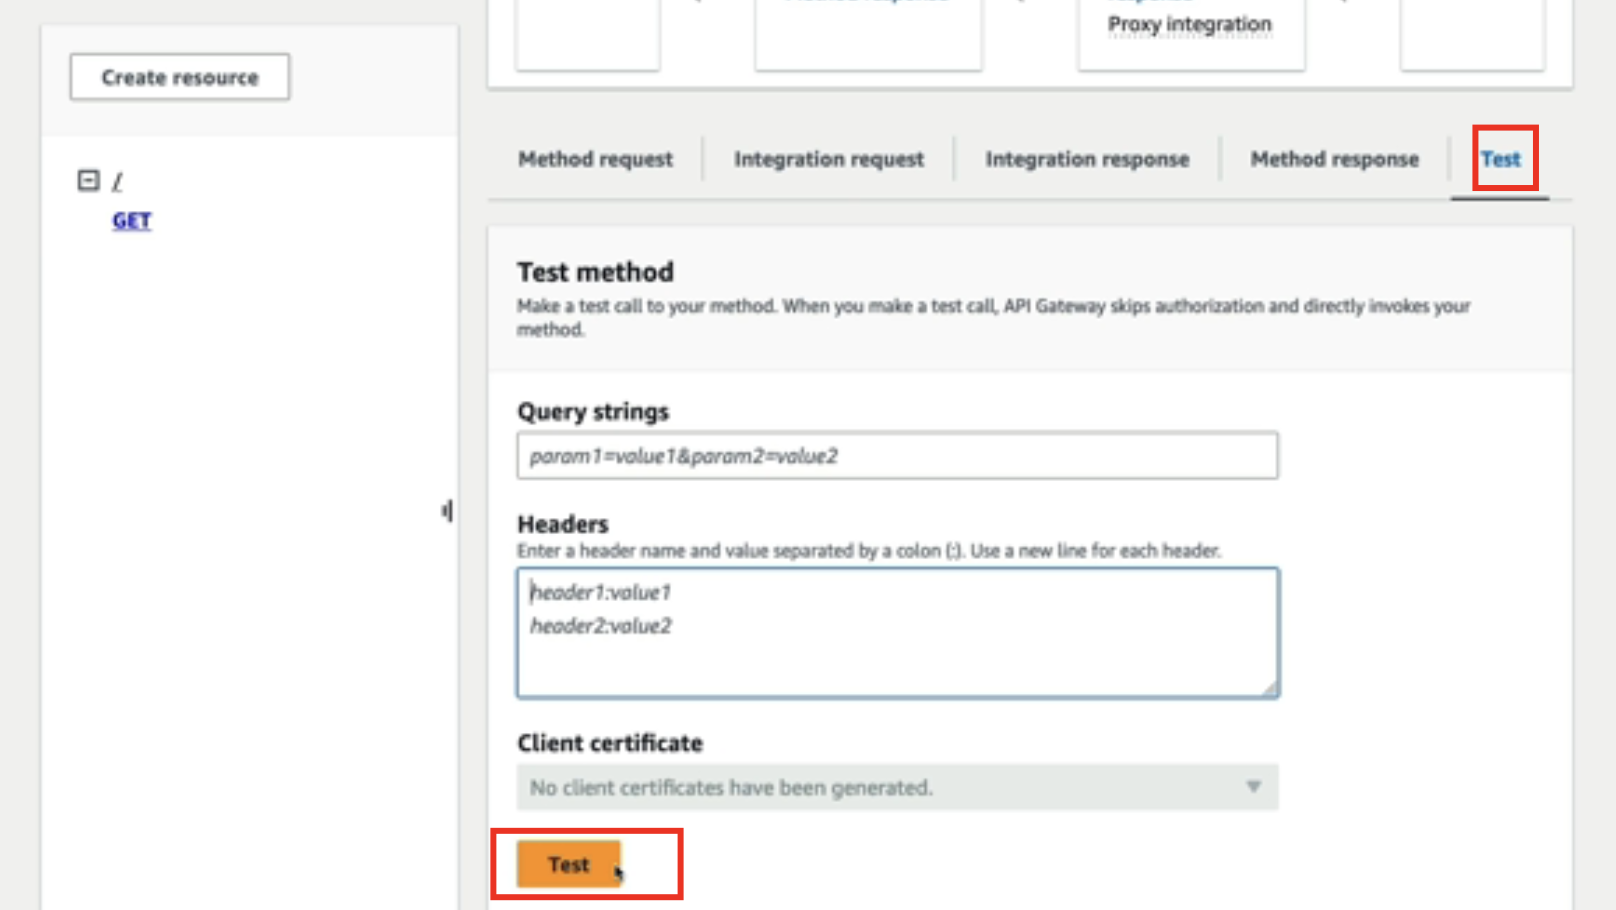 Proxy integration
Create resource
Method request
Integration request
Integration response
Method response
Test
/
GET
Test method
Make a test call to your method. When you make a test call, API Gateway skips authorization and directly invokes your
method.
Query strings
param1=value1&param2=value2
Headers
Enter a header name and value separated by a colon (:). Use a new line for each header.
header1:value1
header2:value2
Client certificate
No client certificates have been generated.
Test